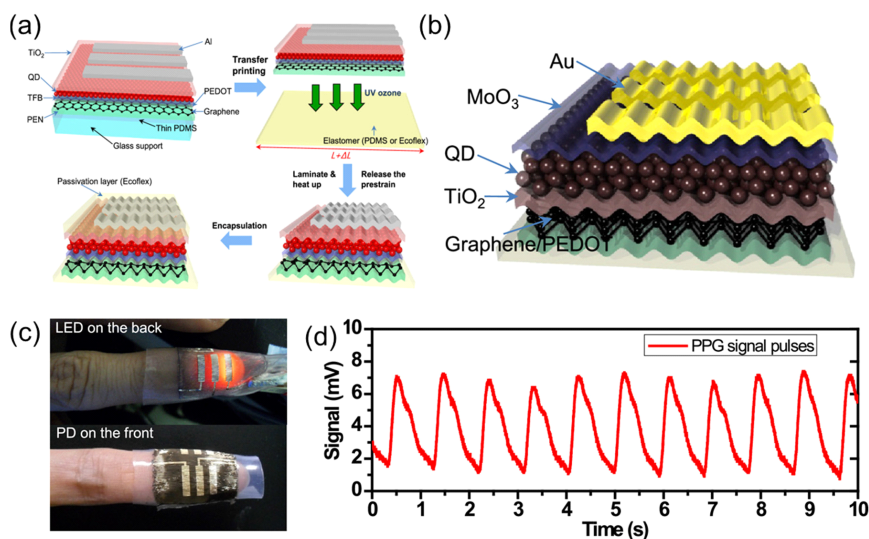 (a)
TiO2
Al
QD
TFB
PEN
PEDOT
Graphene
Thin PDMS
Glass support
Transfer
printing
UV ozone
Elastomer (PDMS or Ecoflex)
L+ΔL
Laminate &
heat up
Release the
prestrain
Passivation layer (Ecoflex)
Encapsulation
(b)
Au
MoO3
QD
TiO2
Graphene/PEDOT
(c)
LED on the back
PD on the front
(d)
PPG signal pulses
Signal (mV)
10
8
6
4
2
0
0 1 2 3 4 5 6 7 8 9 10
Time (s)